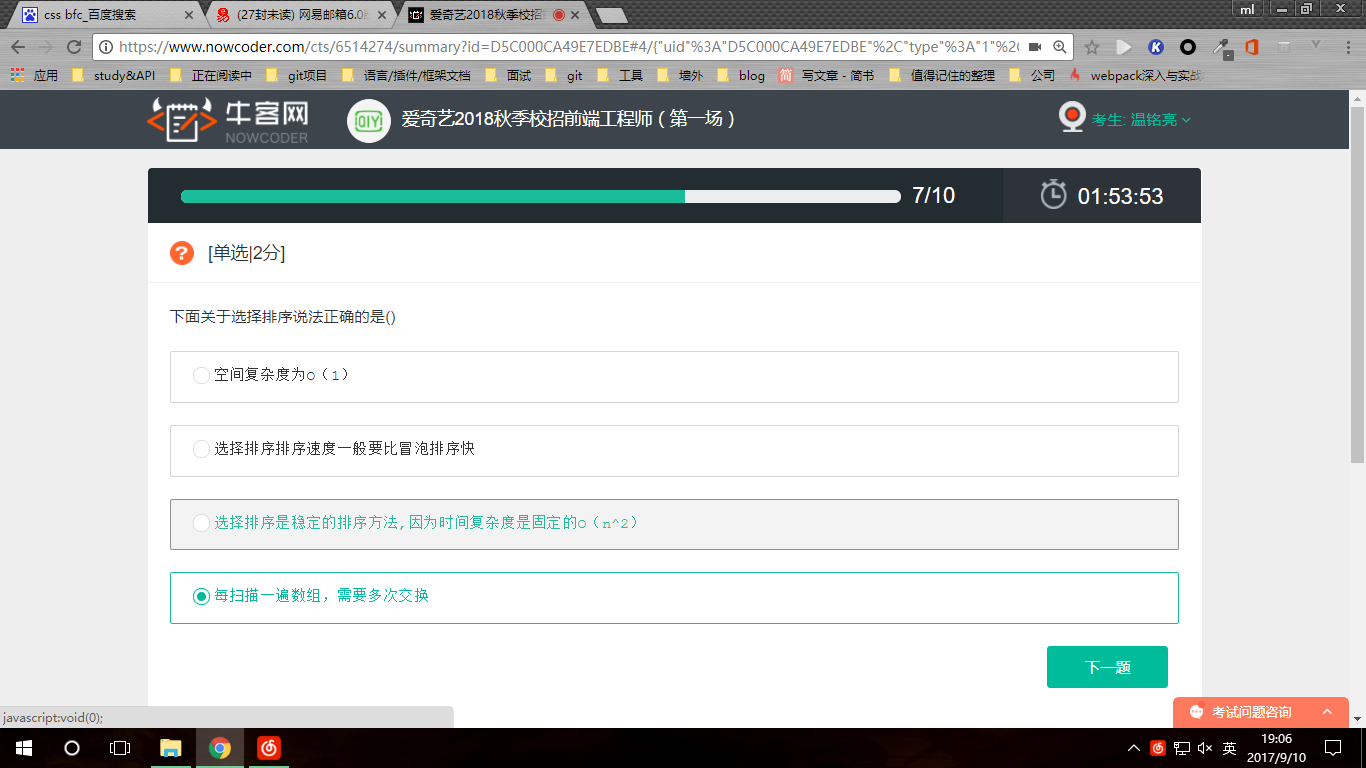 css bfc_百度搜索
(27封未读) 网易邮箱6.0
爱奇艺2018秋季校招
ml
https://www.nowcoder.com/cts/6514274/summary?id=D5C000CA49E7EDBE#4/{"uid"%3A"D5C000CA49E7EDBE"%2C"type"%3A"1"%2C
应用 study&API 正在阅读中 git项目 语言/插件/框架文档 面试 git 工具 墙外 blog 简 写文章 - 简书 值得记住的整理 公司 webpack深入与实战
牛客网
NOWCODER
QIY
爱奇艺2018秋季校招前端工程师（第一场）
考生: 温铭亮
7/10
01:53:53
[单选|2分]
下面关于选择排序说法正确的是()
空间复杂度为O（1）
选择排序排序速度一般要比冒泡排序快
选择排序是稳定的排序方法,因为时间复杂度是固定的O（n^2）
每扫描一遍数组，需要多次交换
下一题
javascript:void(0);
考试问题咨询
英
19:06
2017/9/10